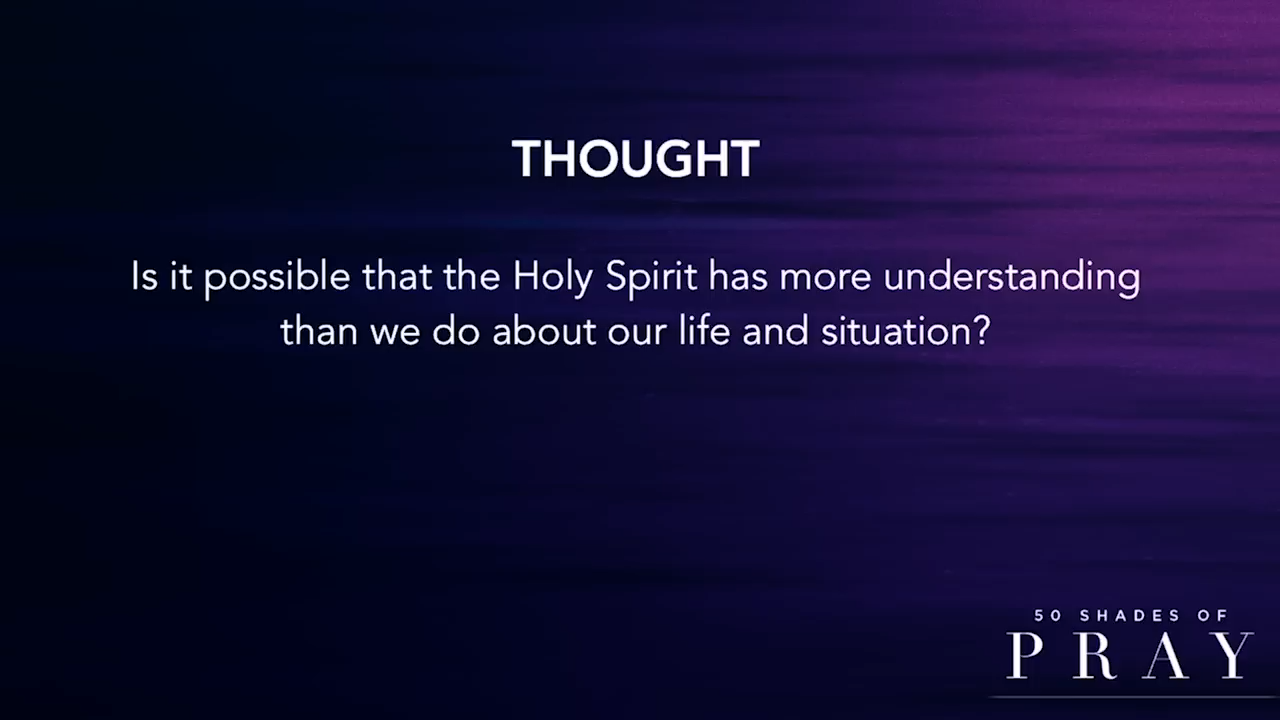 THOUGHT
Is it possible that the Holy Spirit has more understanding
than we do about our life and situation?
50 SHADES OF
PRAY